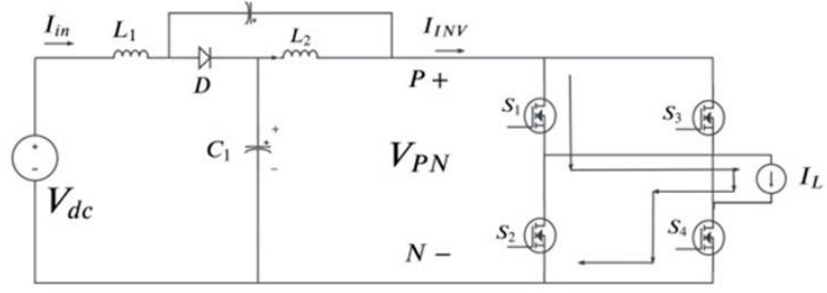 I_in
L_1
L_2
I_INV
D
P +
S_1
S_3
C_1
+
-
V_PN
I_L
+
-
V_dc
S_2
S_4
N -